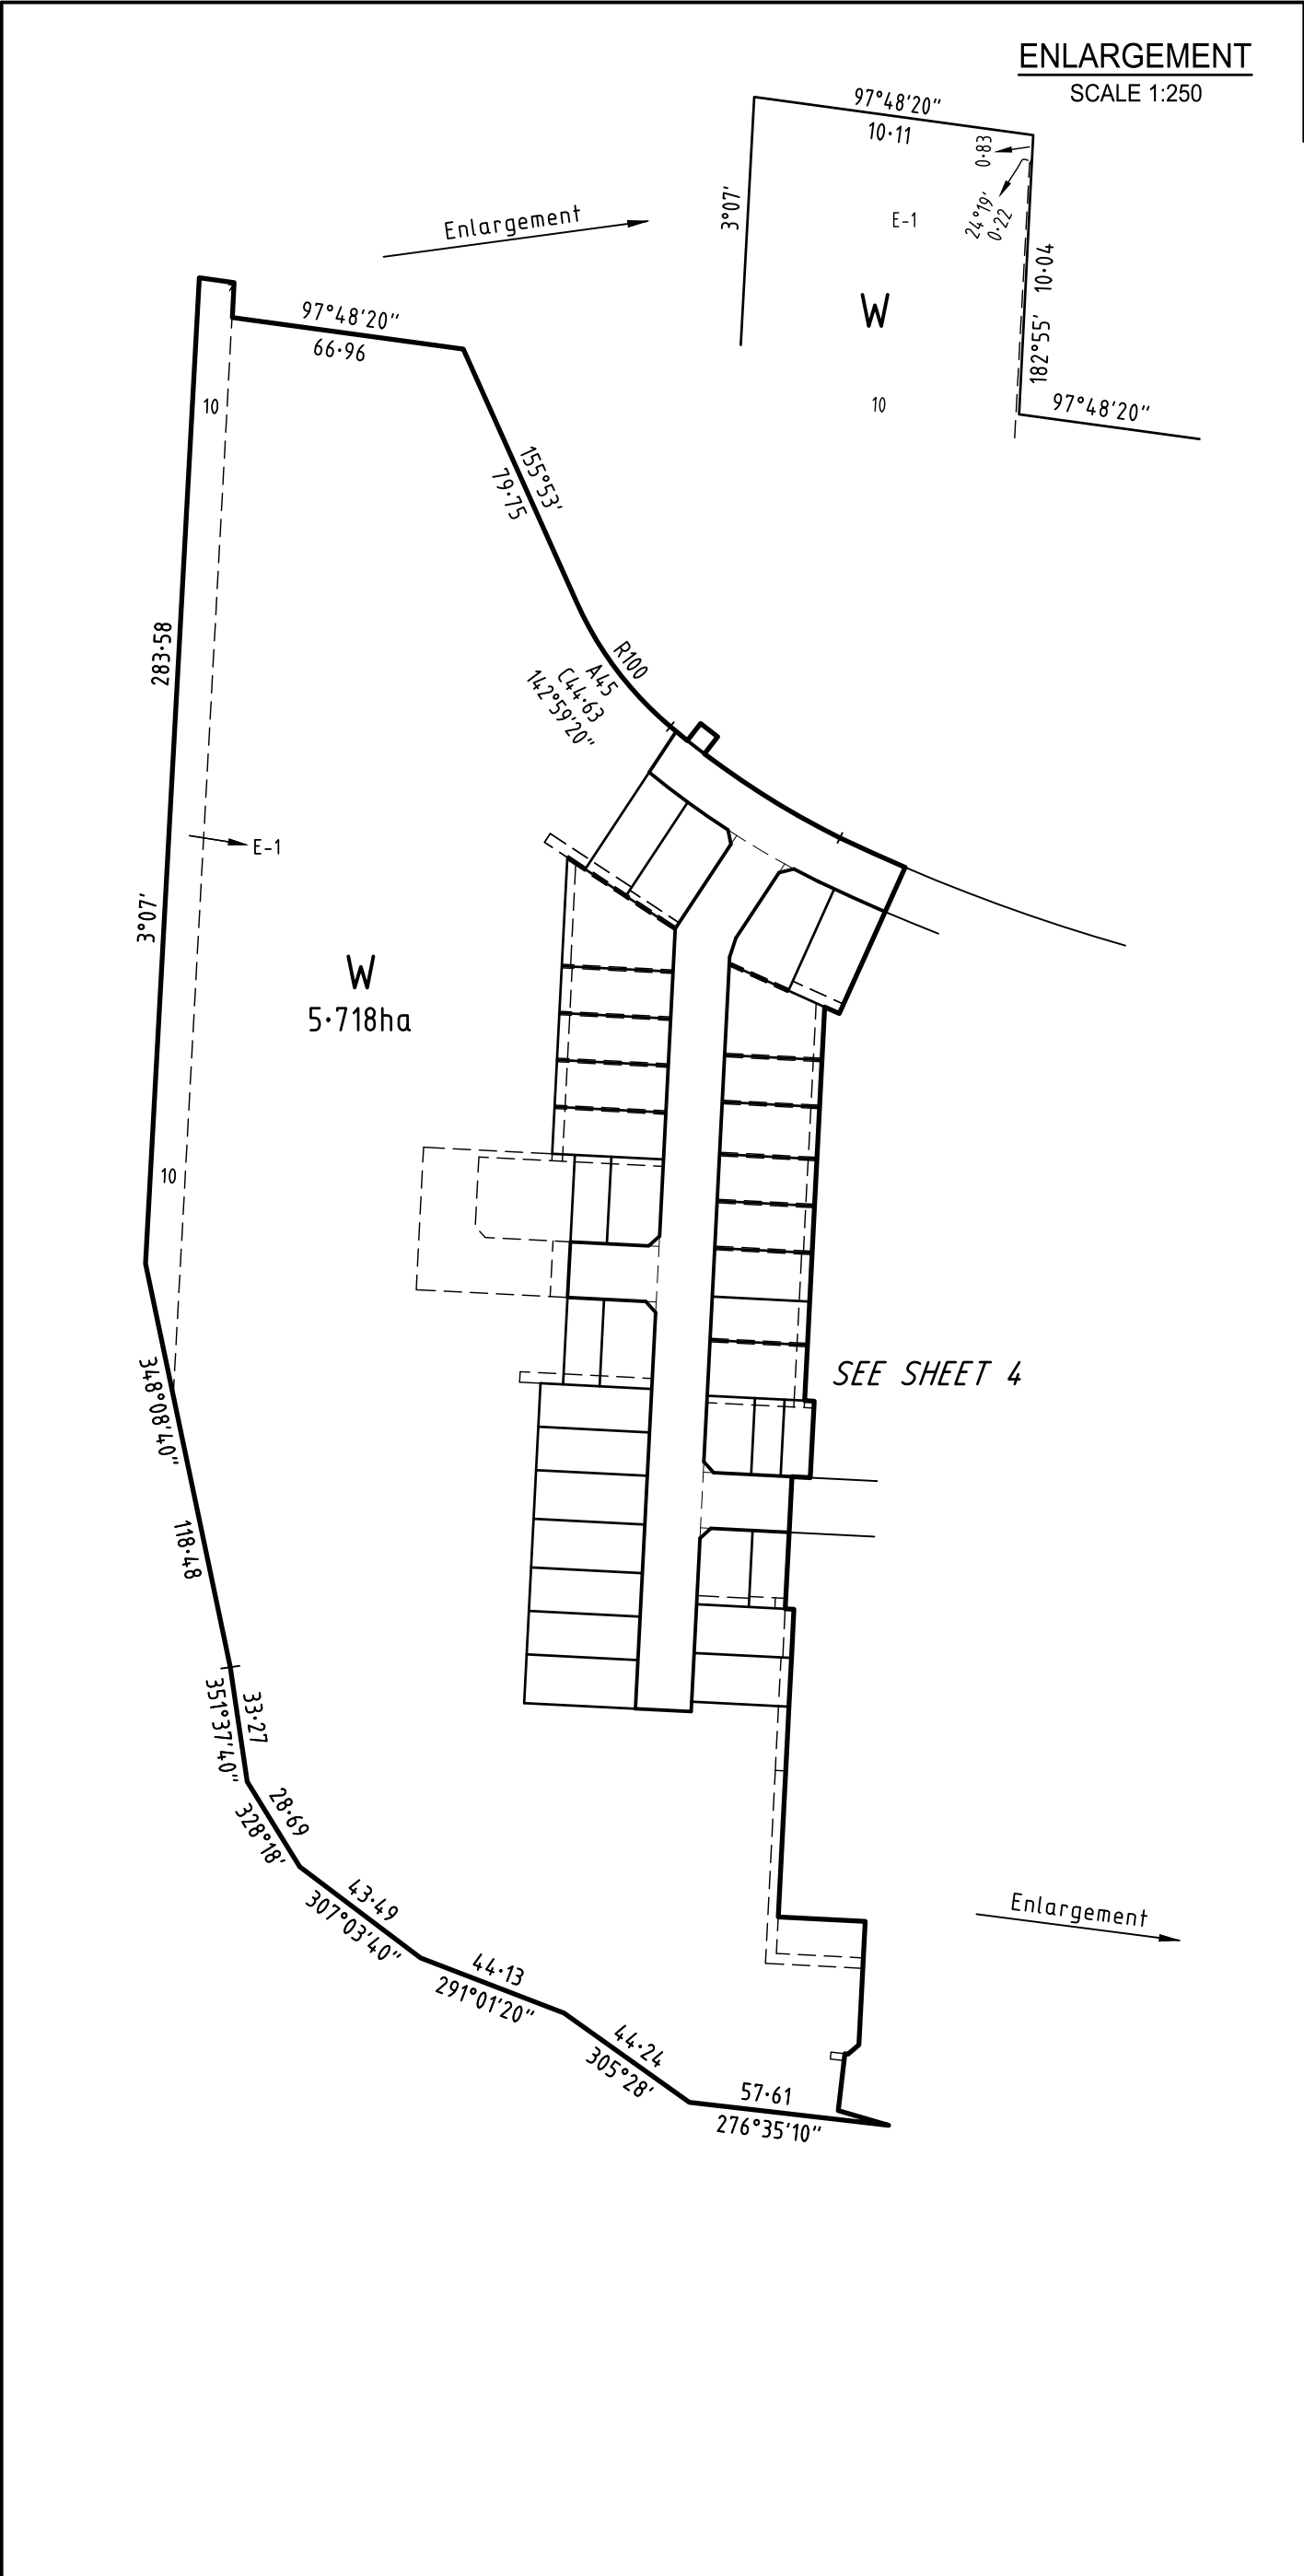 ENLARGEMENT
SCALE 1:250
97°48'20"
10·11
0·83
24°19'
0·22
3°07'
E-1
W
10·04
182°55'
10
97°48'20"
Enlargement
97°48'20"
66·96
10
155°53'
79·75
283·58
R100
A45
C44·63
142°59'20"
E-1
3°07'
W
5·718ha
10
SEE SHEET 4
348°08'40"
118·48
33·27
351°37'40"
28·69
328°18'
43·49
307°03'40"
44·13
291°01'20"
44·24
305°28'
57·61
276°35'10"
Enlargement